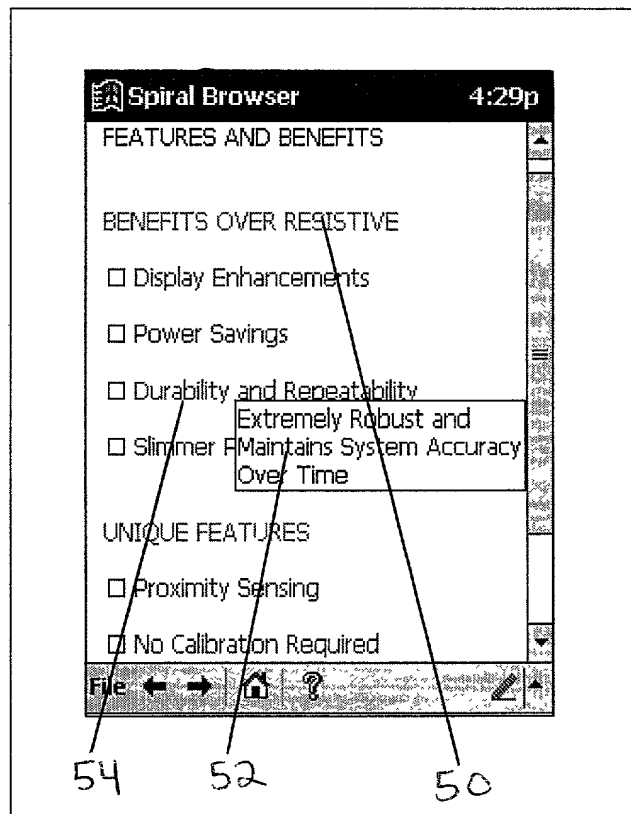 Spiral Browser 4:29p
FEATURES AND BENEFITS
BENEFITS OVER RESISTIVE
Display Enhancements
Power Savings
Durability and Repeatability
Extremely Robust and
Slimmer Maintains System Accuracy
Over Time
UNIQUE FEATURES
Proximity Sensing
No Calibration Required
File ?
54 52 50